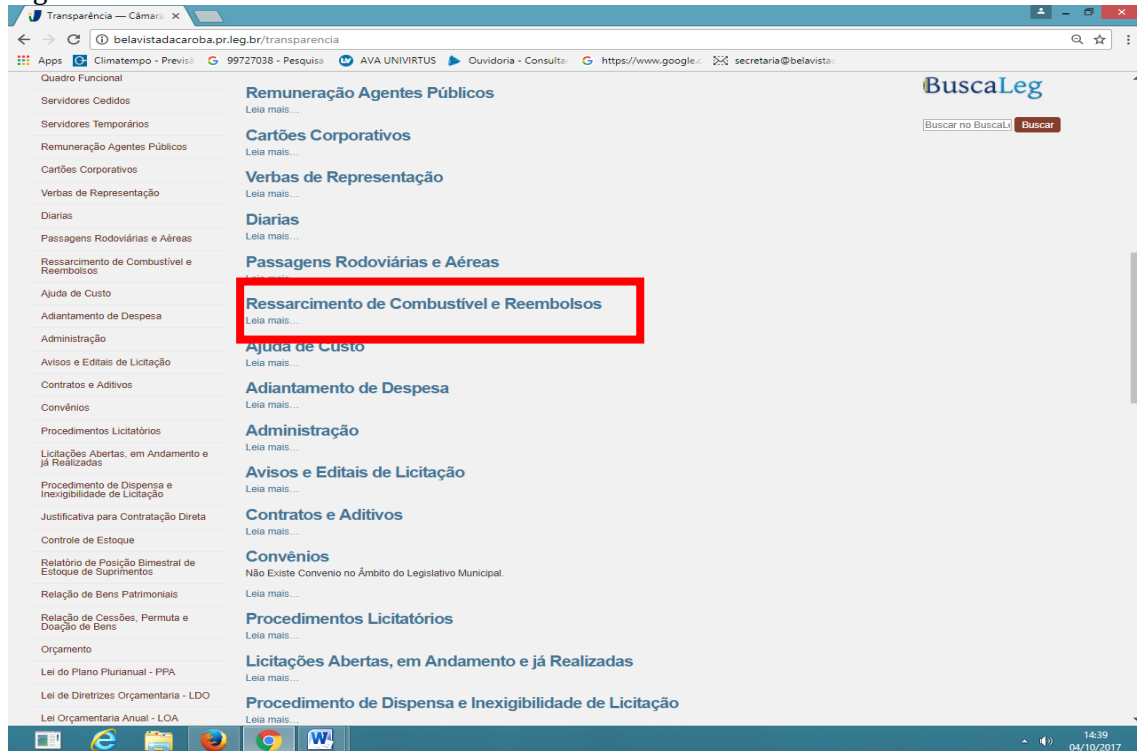 Transparência — Câmara
belavistadacaroba.pr.leg.br/transparencia
Apps
Climatempo - Previsã
99727038 - Pesquisa
AVA UNIVIRTUS
Ouvidoria - Consulta
https://www.google.c
secretaria@belavista
Quadro Funcional
Servidores Cedidos
Servidores Temporários
Remuneração Agentes Públicos
Cartões Corporativos
Verbas de Representação
Diarias
Passagens Rodoviárias e Aéreas
Ressarcimento de Combustível e
Reembolsos
Ajuda de Custo
Adiantamento de Despesa
Administração
Avisos e Editais de Licitação
Contratos e Aditivos
Convênios
Procedimentos Licitatórios
Licitações Abertas, em Andamento e
já Realizadas
Procedimento de Dispensa e
Inexigibilidade de Licitação
Justificativa para Contratação Direta
Controle de Estoque
Relatório de Posição Bimestral de
Estoque de Suprimentos
Relação de Bens Patrimoniais
Relação de Cessões, Permuta e
Doação de Bens
Orçamento
Lei do Plano Plurianual - PPA
Lei de Diretrizes Orçamentaria - LDO
Lei Orçamentaria Anual - LOA
Remuneração Agentes Públicos
Leia mais…
Cartões Corporativos
Leia mais…
Verbas de Representação
Leia mais…
Diarias
Leia mais…
Passagens Rodoviárias e Aéreas
Ressarcimento de Combustível e Reembolsos
Leia mais…
Ajuda de Custo
Leia mais…
Adiantamento de Despesa
Leia mais…
Administração
Leia mais…
Avisos e Editais de Licitação
Leia mais…
Contratos e Aditivos
Leia mais…
Convênios
Não Existe Convenio no Âmbito do Legislativo Municipal.
Leia mais…
Procedimentos Licitatórios
Leia mais…
Licitações Abertas, em Andamento e já Realizadas
Leia mais…
Procedimento de Dispensa e Inexigibilidade de Licitação
Leia mais…
BuscaLeg
Buscar no BuscaLe
Buscar
14:39
04/10/2017